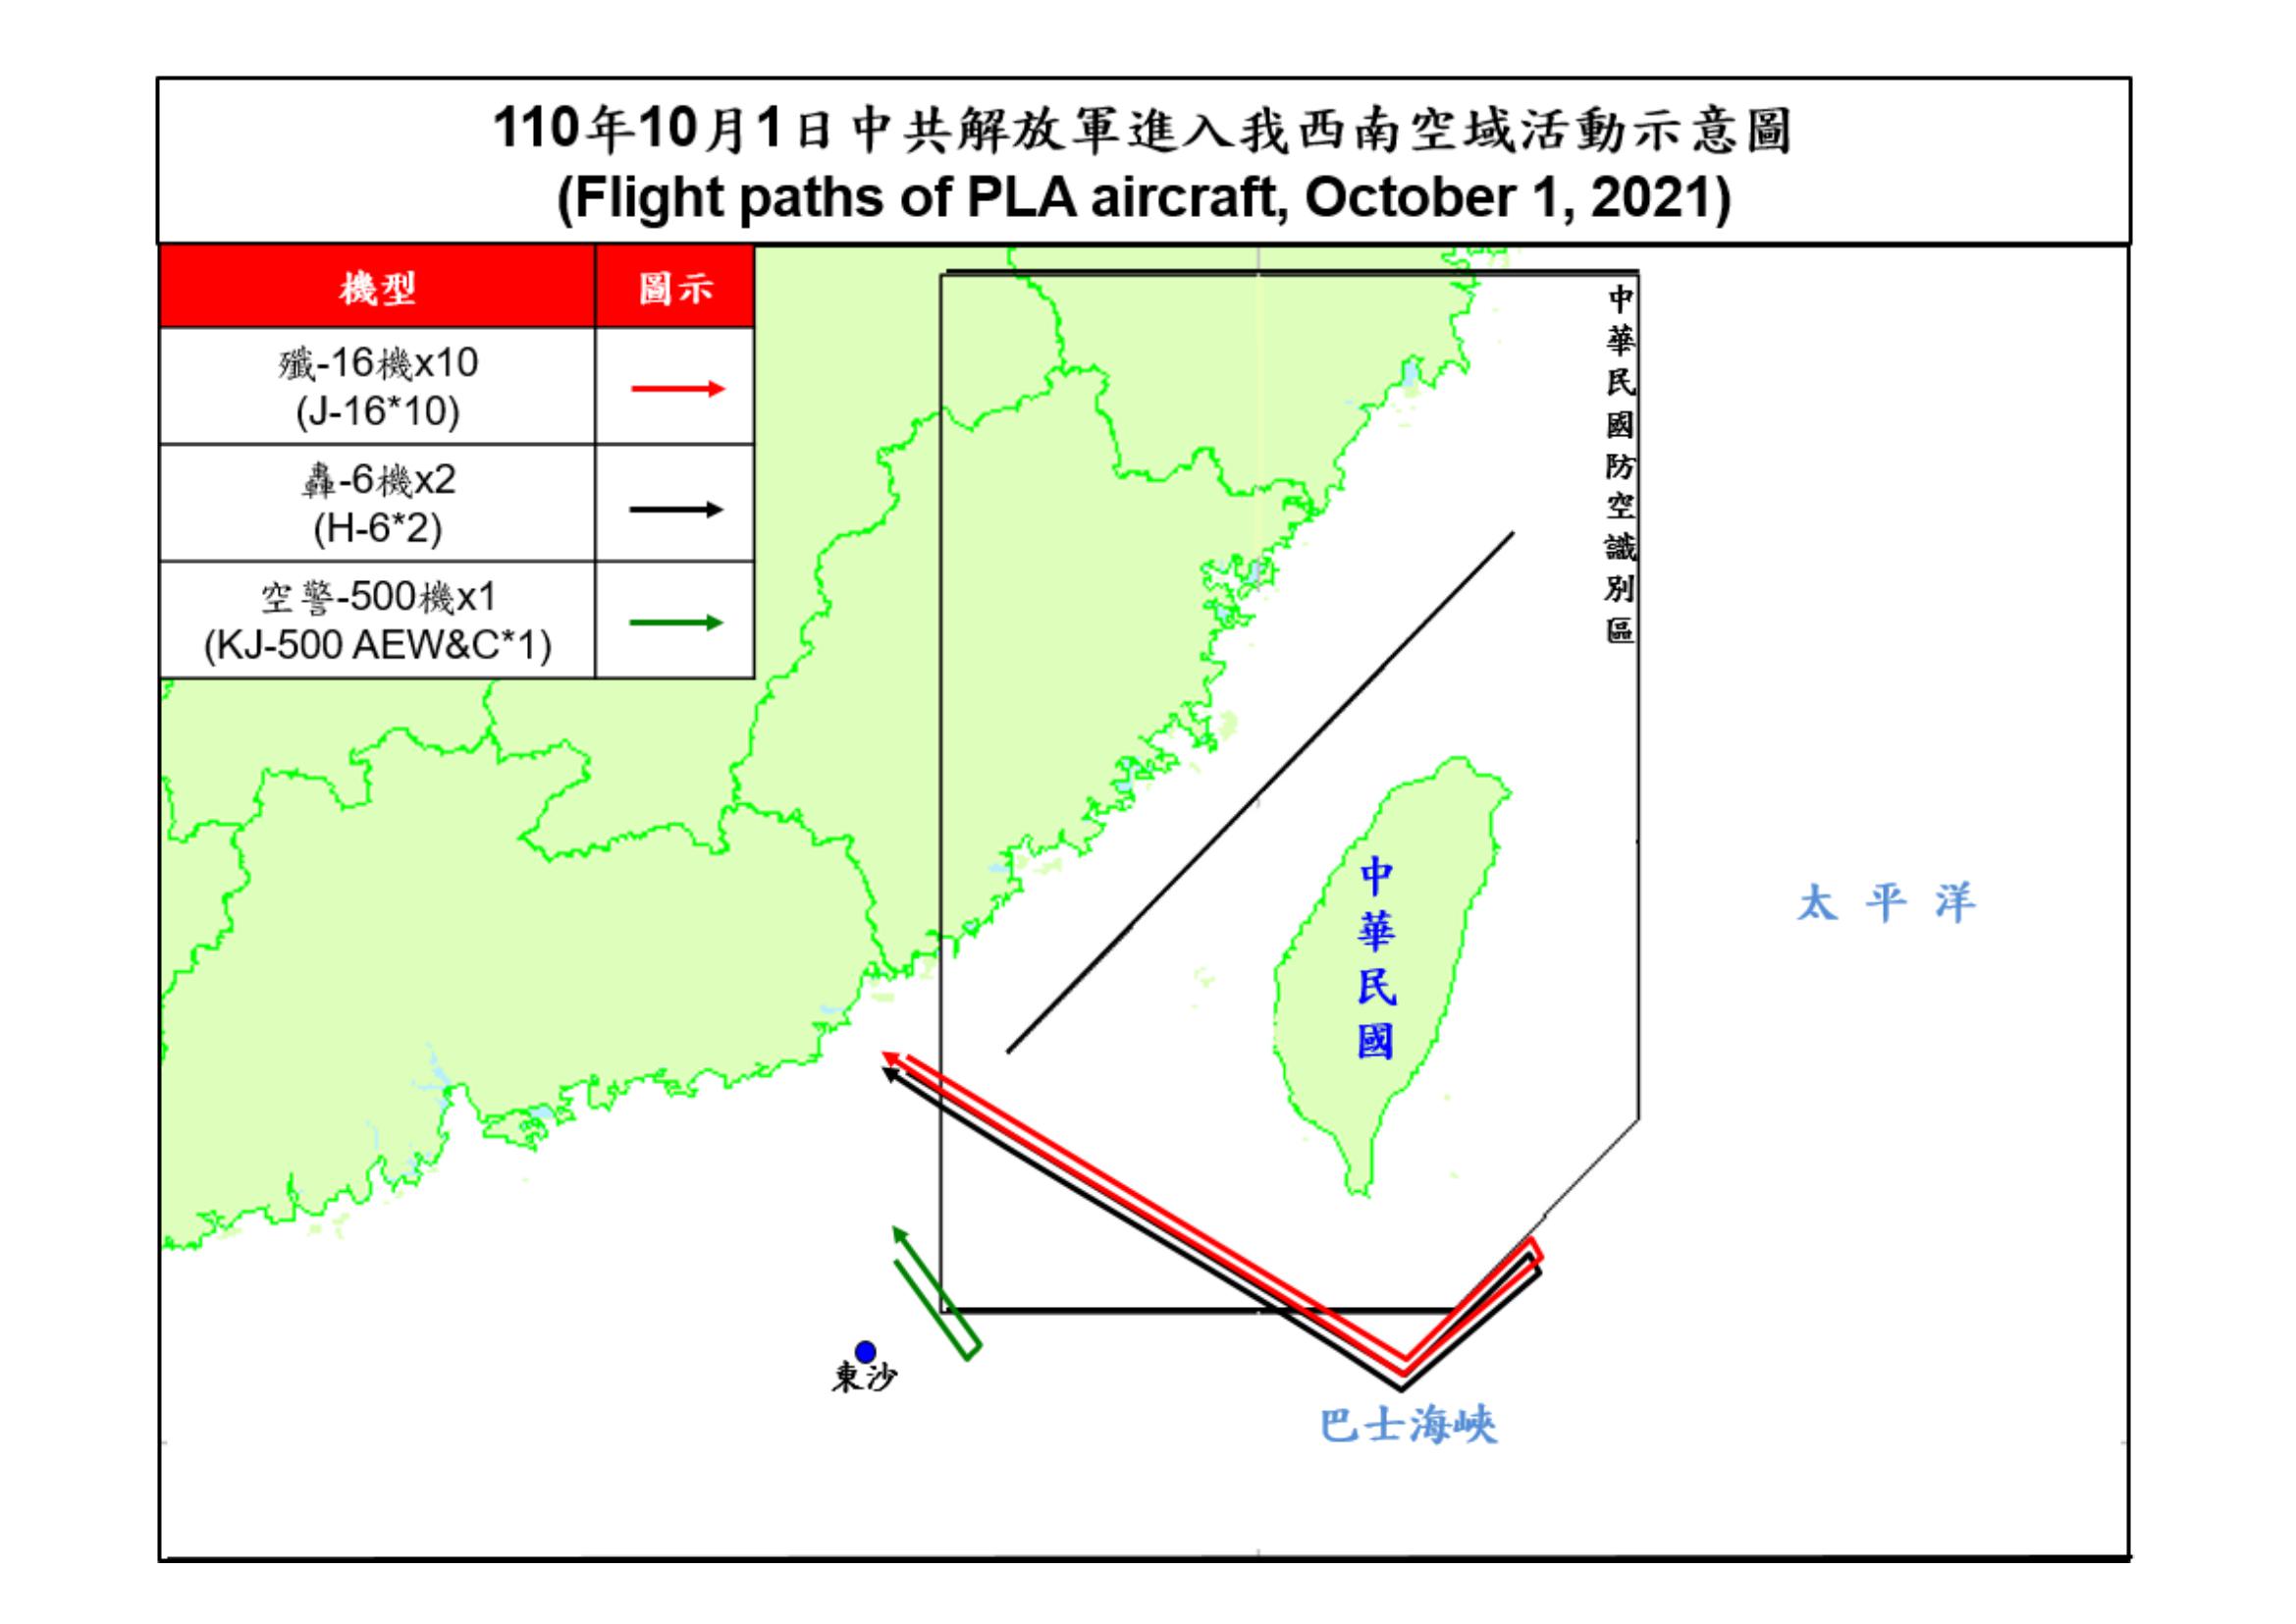 110年10月1日中共解放軍進入我西南空域活動示意圖
(Flight paths of PLA aircraft, October 1, 2021)
機型 圖示
殲-16機x10
(J-16*10)
轟-6機x2
(H-6*2)
空警-500機x1
(KJ-500 AEW&C*1)
中華民國防空識別區
中華民國
太平洋
東沙
巴士海峽